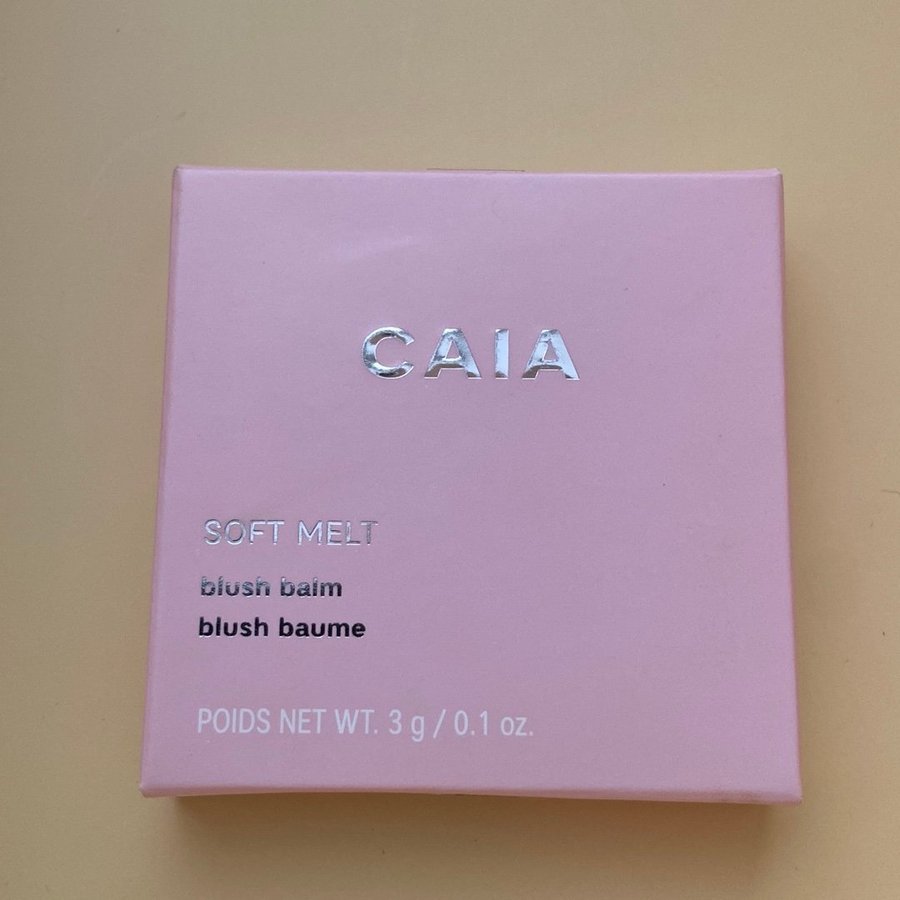 CAIA
SOFT MELT
blush balm
blush baume
POIDS NET WT. 3 g / 0.1 oz.